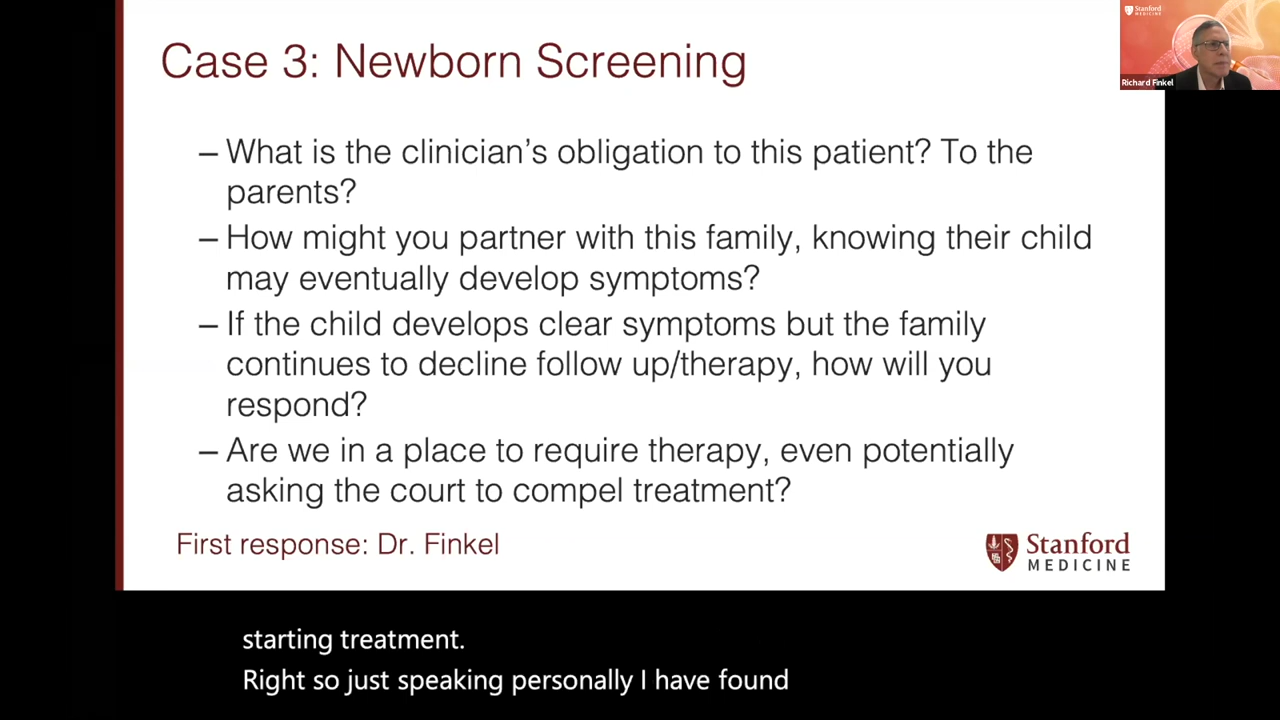 Case 3: Newborn Screening
– What is the clinician's obligation to this patient? To the
parents?
– How might you partner with this family, knowing their child
may eventually develop symptoms?
– If the child develops clear symptoms but the family
continues to decline follow up/therapy, how will you
respond?
– Are we in a place to require therapy, even potentially
asking the court to compel treatment?
First response: Dr. Finkel
Stanford
MEDICINE
Stanford
MEDICINE
Richard Finkel
starting treatment.
Right so just speaking personally I have found